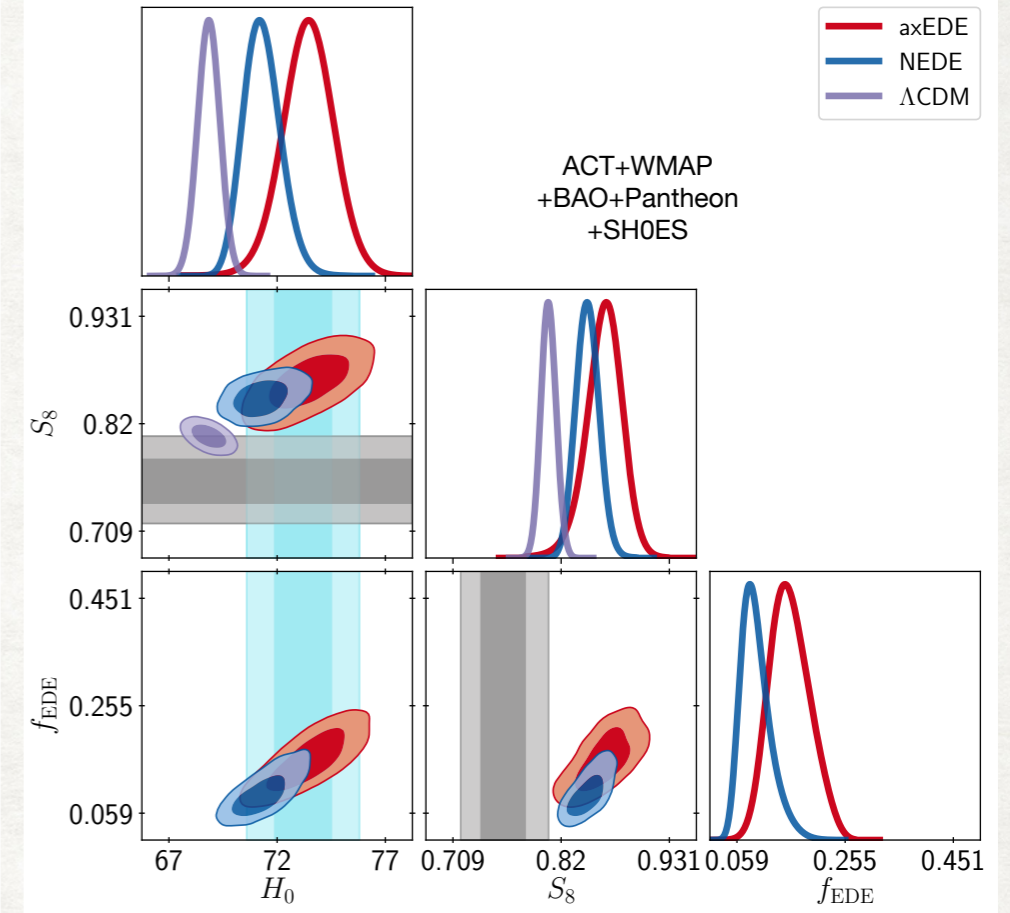 axEDE
NEDE
ΛCDM
ACT+WMAP
+BAO+Pantheon
+SH0ES
0.931
0.82
0.709
S8
0.451
0.255
0.059
fEDE
67 72 77
H0
0.709 0.82 0.931
S8
0.059 0.255 0.451
fEDE